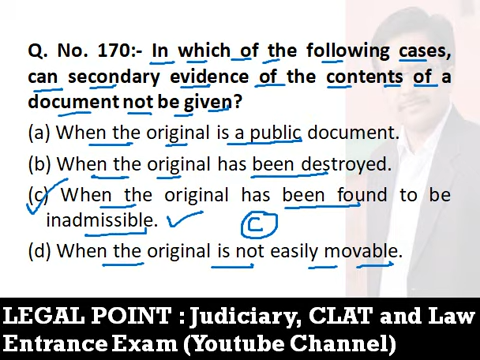 Q. No. 170:- In which of the following cases,
can secondary evidence of the contents of a
document not be given?
(a) When the original is a public document.
(b) When the original has been destroyed.
(c) When the original has been found to be
inadmissible.
C
(d) When the original is not easily movable.
LEGAL POINT : Judiciary, CLAT and Law
Entrance Exam (Youtube Channel)